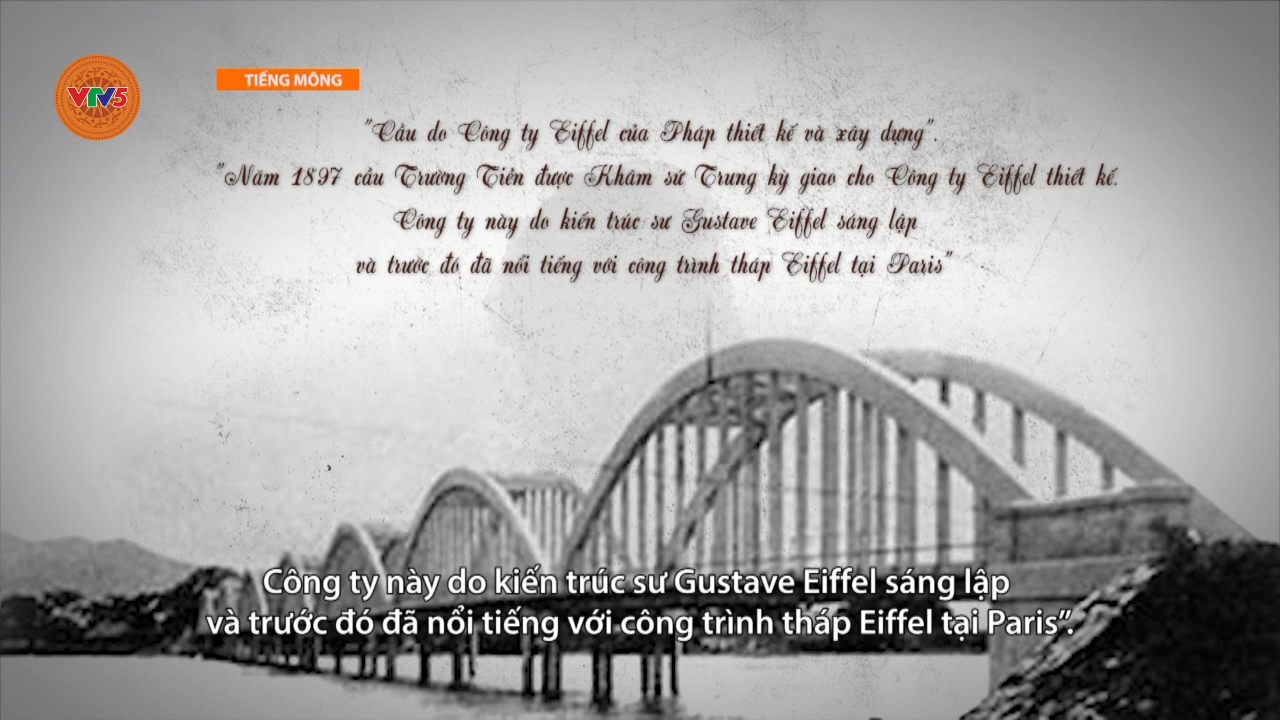 VTV5
TIẾNG MÔNG
"Cầu do Công ty Eiffel của Pháp thiết kế và xây dựng".
"Năm 1897 cầu Trường Tiền được Khâm sứ Trung kỳ giao cho Công ty Eiffel thiết kế.
Công ty này do kiến trúc sư Gustave Eiffel sáng lập
và trước đó đã nổi tiếng với công trình tháp Eiffel tại Paris"
Công ty này do kiến trúc sư Gustave Eiffel sáng lập
và trước đó đã nổi tiếng với công trình tháp Eiffel tại Paris".